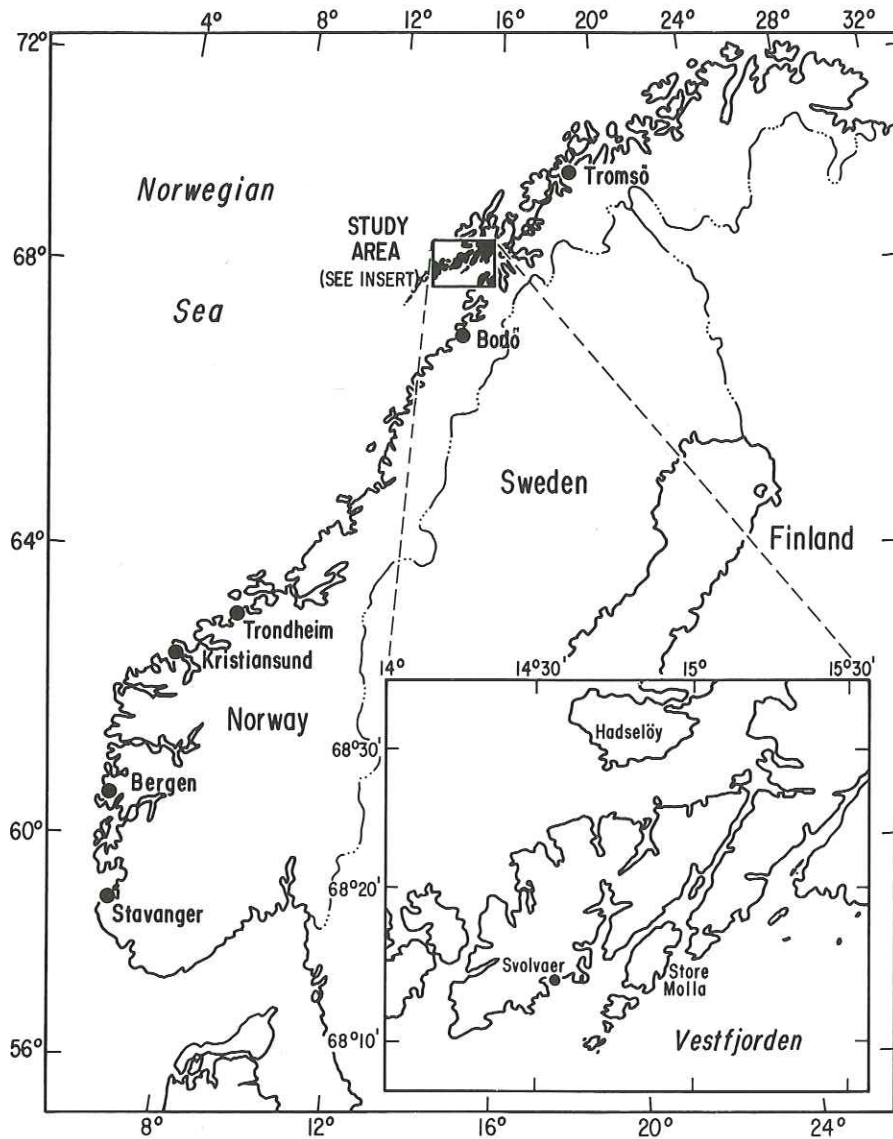 4° 8° 12° 16° 20° 24° 28° 32°
72°
Norwegian
Tromsö
STUDY
AREA
(SEE INSERT)
68°
Sea
Bodö
Sweden
64°
Finland
Trondheim
Kristiansund
14° 14°30' 15° 15°30'
Norway
Hadselöy
68°30'
Bergen
60°
68°20'
Stavanger
Svolvaer
Store
Molla
68°10'
Vestfjorden
56°
8° 12° 16° 20° 24°